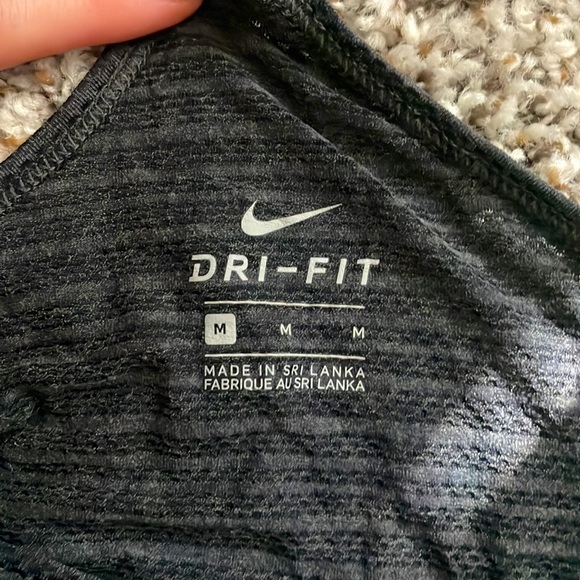 DRI-FIT
M M M
MADE IN SRI LANKA
FABRIQUE AU SRI LANKA